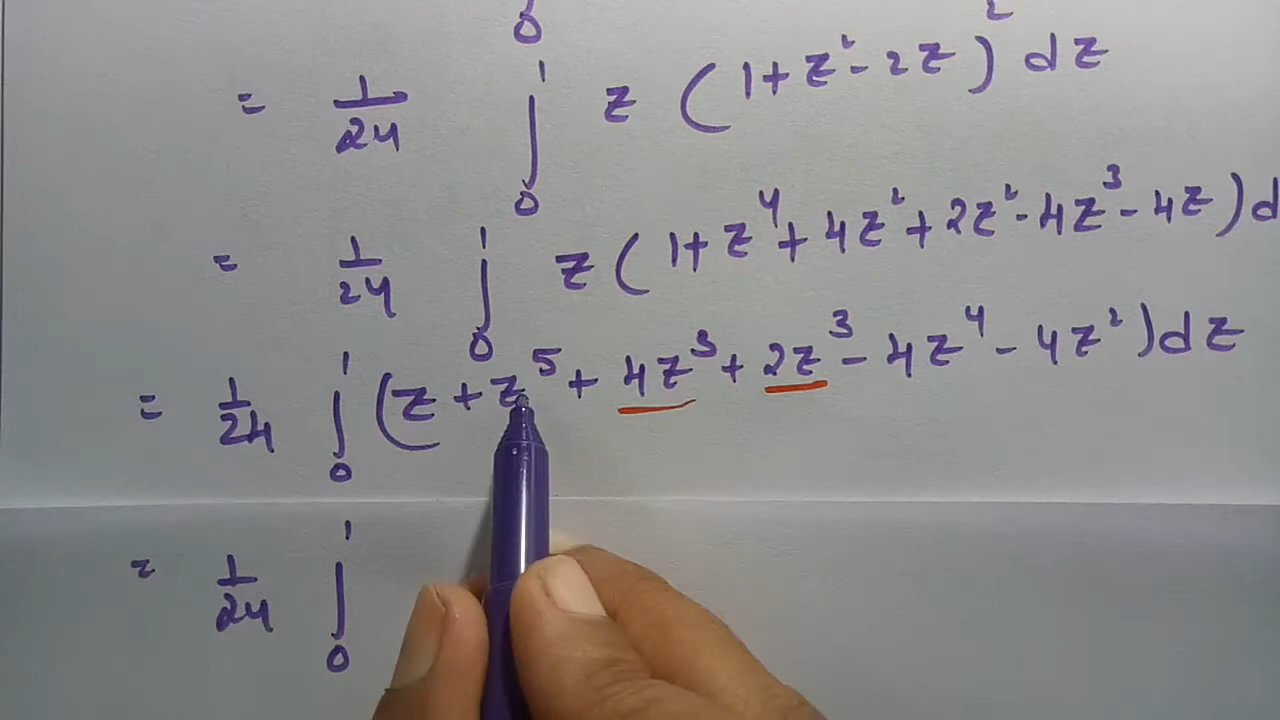 0
= 1/24 ∫₀¹ z (1+z²-2z)² dz
= 1/24 ∫₀¹ z (1+z⁴+4z²+2z²-4z³-4z)d
= 1/24 ∫₀¹ (z+z⁵+4z³+2z³-4z⁴-4z²)dz
= 1/24 ∫₀¹